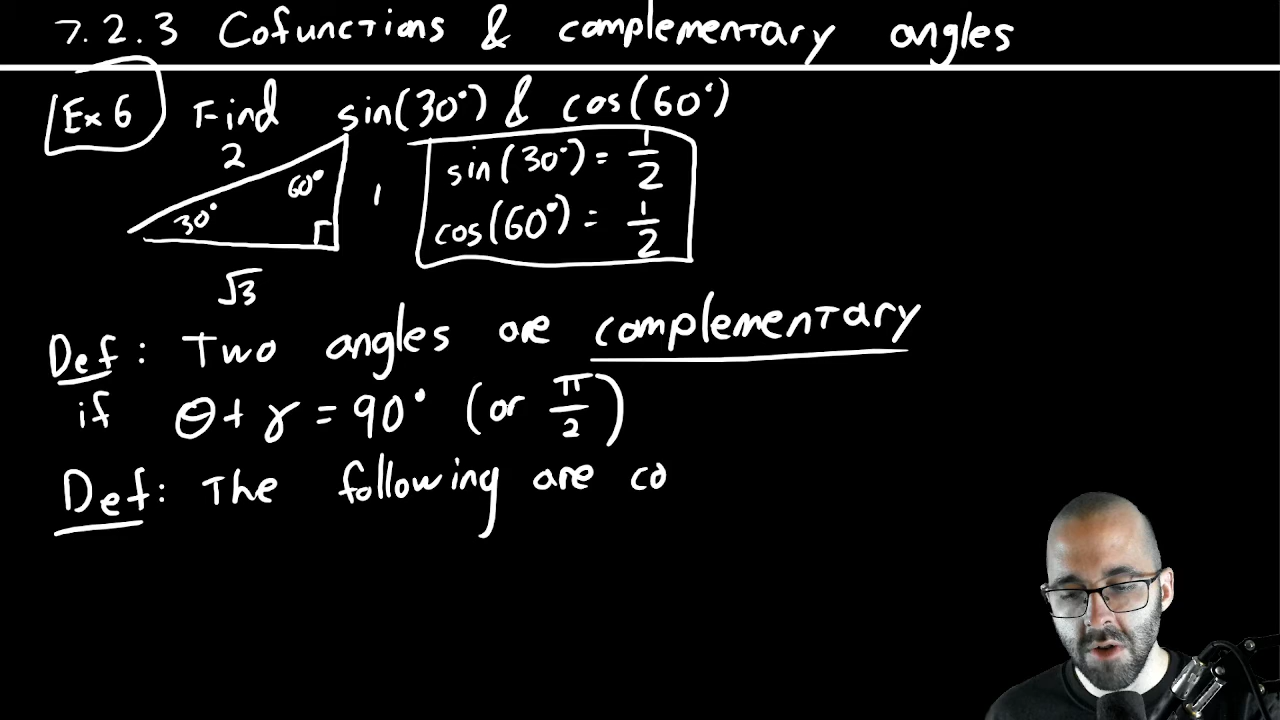 7.2.3 Cofunctions & complementary angles
Ex 6 Find sin(30°) & cos(60°)
2
60°
30°
1
√3
sin(30°) = 1/2
cos(60°) = 1/2
Def: Two angles are complementary
if θ + γ = 90° (or π/2)
Def: The following are co